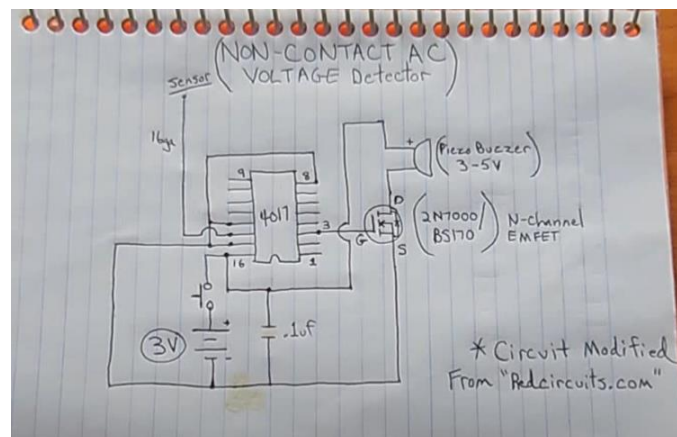 (NON-CONTACT AC
VOLTAGE Detector)
Sensor
16ga
9
8
4017
3
16
1
+
(Piezo Buzzer
3-5V)
D
G
S
(2N7000/
BS170)
N-Channel
EMFET
+
3V
-
.1uf
* Circuit Modified
From "Redcircuits.com"